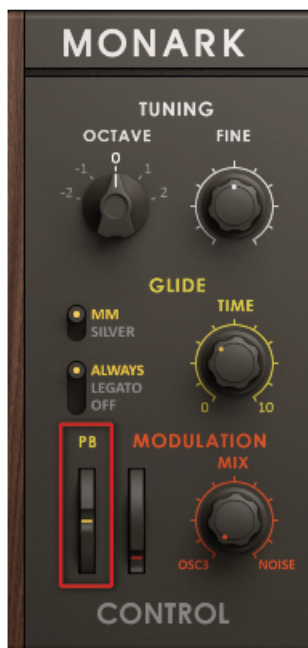 MONARK
TUNING
OCTAVE FINE
0
-1 1
-2 2
GLIDE
TIME
MM
SILVER
ALWAYS
LEGATO
OFF
0 10
PB MODULATION
MIX
OSC3 NOISE
CONTROL